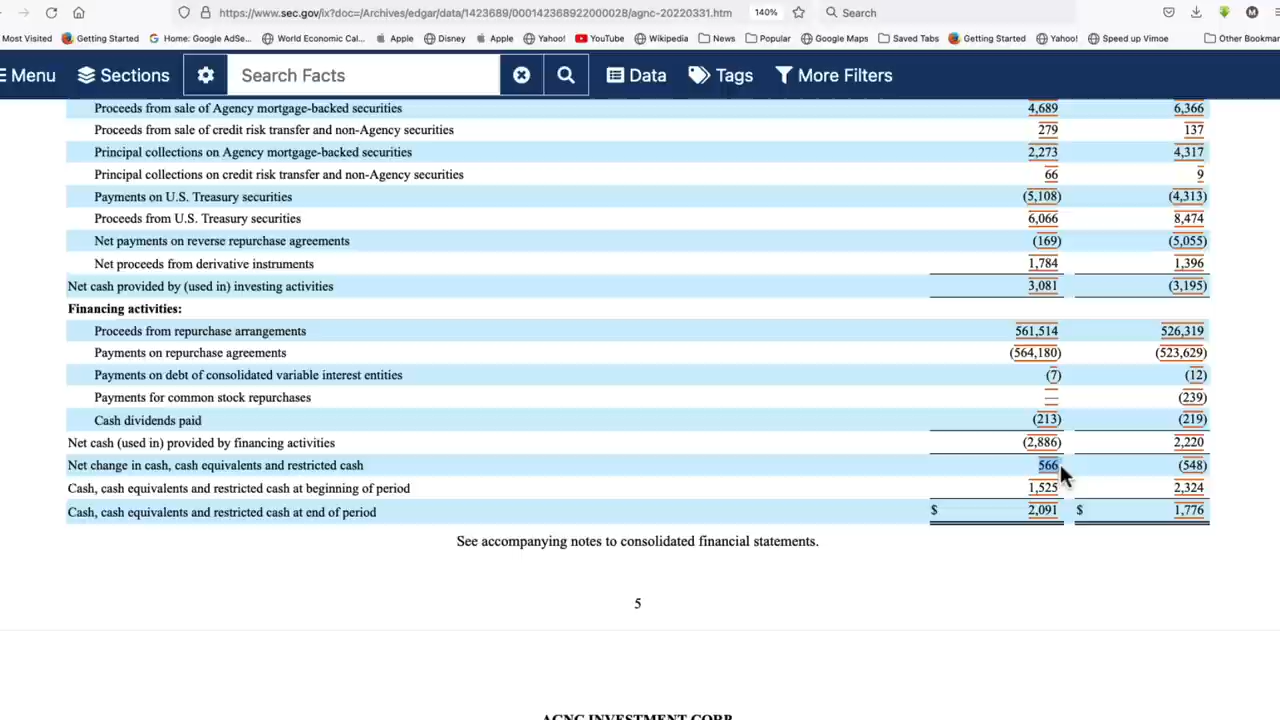 https://www.sec.gov/ix?doc=/Archives/edgar/data/1423689/000142368922000028/agnc-20220331.htm 140% Search
Most Visited Getting Started Home: Google AdSe... World Economic Cal... Apple Disney Apple Yahoo! YouTube Wikipedia News Popular Google Maps Saved Tabs Getting Started Yahoo! Speed up Vimoe Other Bookmar
Menu Sections Search Facts Data Tags More Filters
Proceeds from sale of Agency mortgage-backed securities 4,689 6,366
Proceeds from sale of credit risk transfer and non-Agency securities 279 137
Principal collections on Agency mortgage-backed securities 2,273 4,317
Principal collections on credit risk transfer and non-Agency securities 66 9
Payments on U.S. Treasury securities (5,108) (4,313)
Proceeds from U.S. Treasury securities 6,066 8,474
Net payments on reverse repurchase agreements (169) (5,055)
Net proceeds from derivative instruments 1,784 1,396
Net cash provided by (used in) investing activities 3,081 (3,195)
Financing activities:
Proceeds from repurchase arrangements 561,514 526,319
Payments on repurchase agreements (564,180) (523,629)
Payments on debt of consolidated variable interest entities (7) (12)
Payments for common stock repurchases — (239)
Cash dividends paid (213) (219)
Net cash (used in) provided by financing activities (2,886) 2,220
Net change in cash, cash equivalents and restricted cash 566 (548)
Cash, cash equivalents and restricted cash at beginning of period 1,525 2,324
Cash, cash equivalents and restricted cash at end of period $ 2,091 $ 1,776
See accompanying notes to consolidated financial statements.
5
AGNC INVESTMENT CORP.